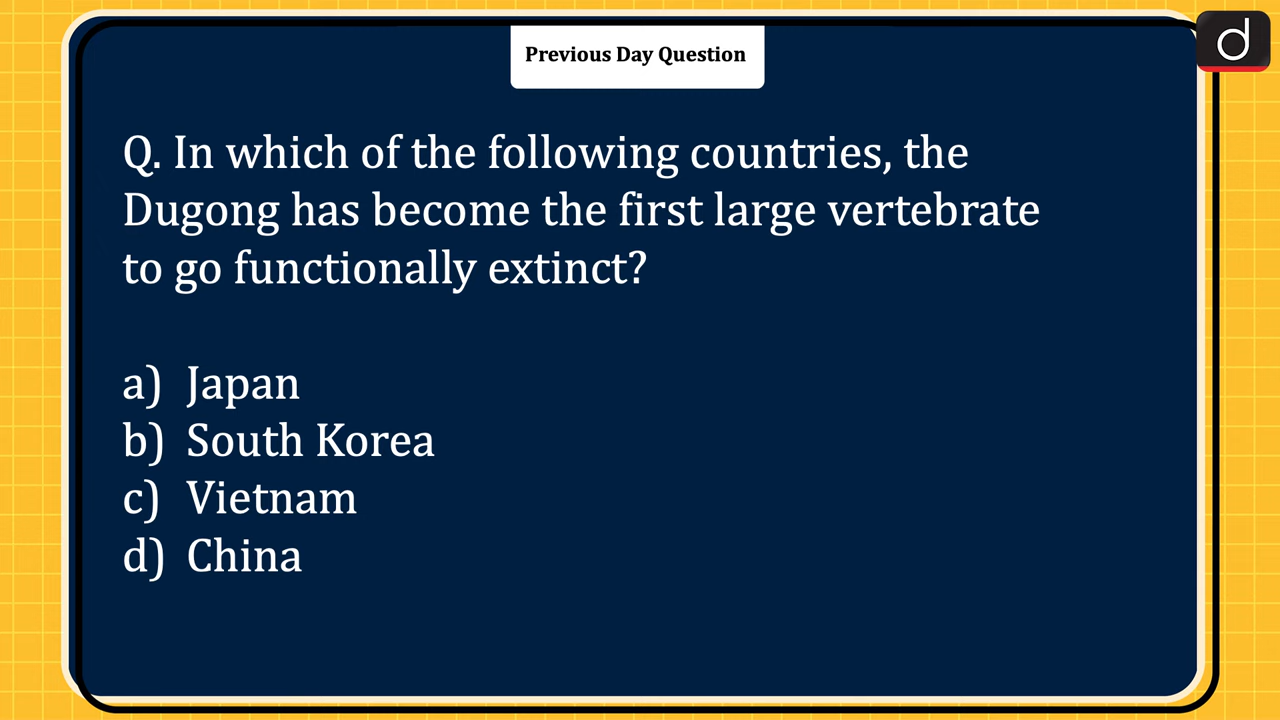 Previous Day Question
d
Q. In which of the following countries, the
Dugong has become the first large vertebrate
to go functionally extinct?
a) Japan
b) South Korea
c) Vietnam
d) China